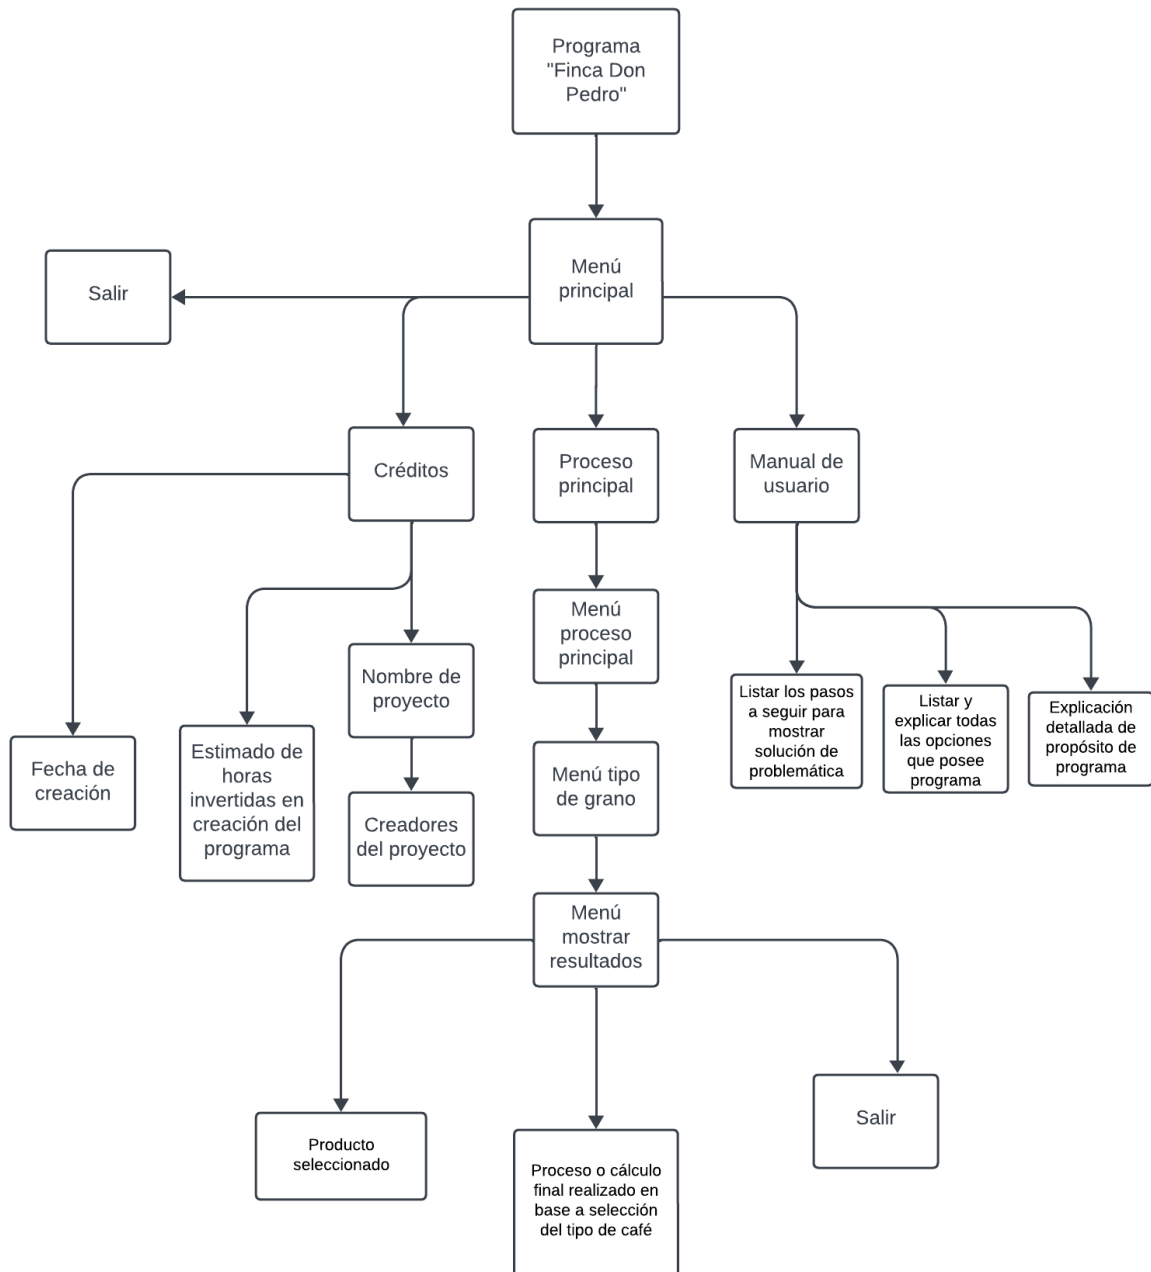 Programa
"Finca Don
Pedro"
Menú
principal
Salir
Créditos
Proceso
principal
Manual de
usuario
Menú
proceso
principal
Nombre de
proyecto
Listar los pasos
a seguir para
mostrar
solución de
problemática
Listar y
explicar todas
las opciones
que posee
programa
Explicación
detallada de
propósito de
programa
Fecha de
creación
Estimado de
horas
invertidas en
creación del
programa
Menú tipo
de grano
Creadores
del proyecto
Menú
mostrar
resultados
Producto
seleccionado
Proceso o cálculo
final realizado en
base a selección
del tipo de café
Salir